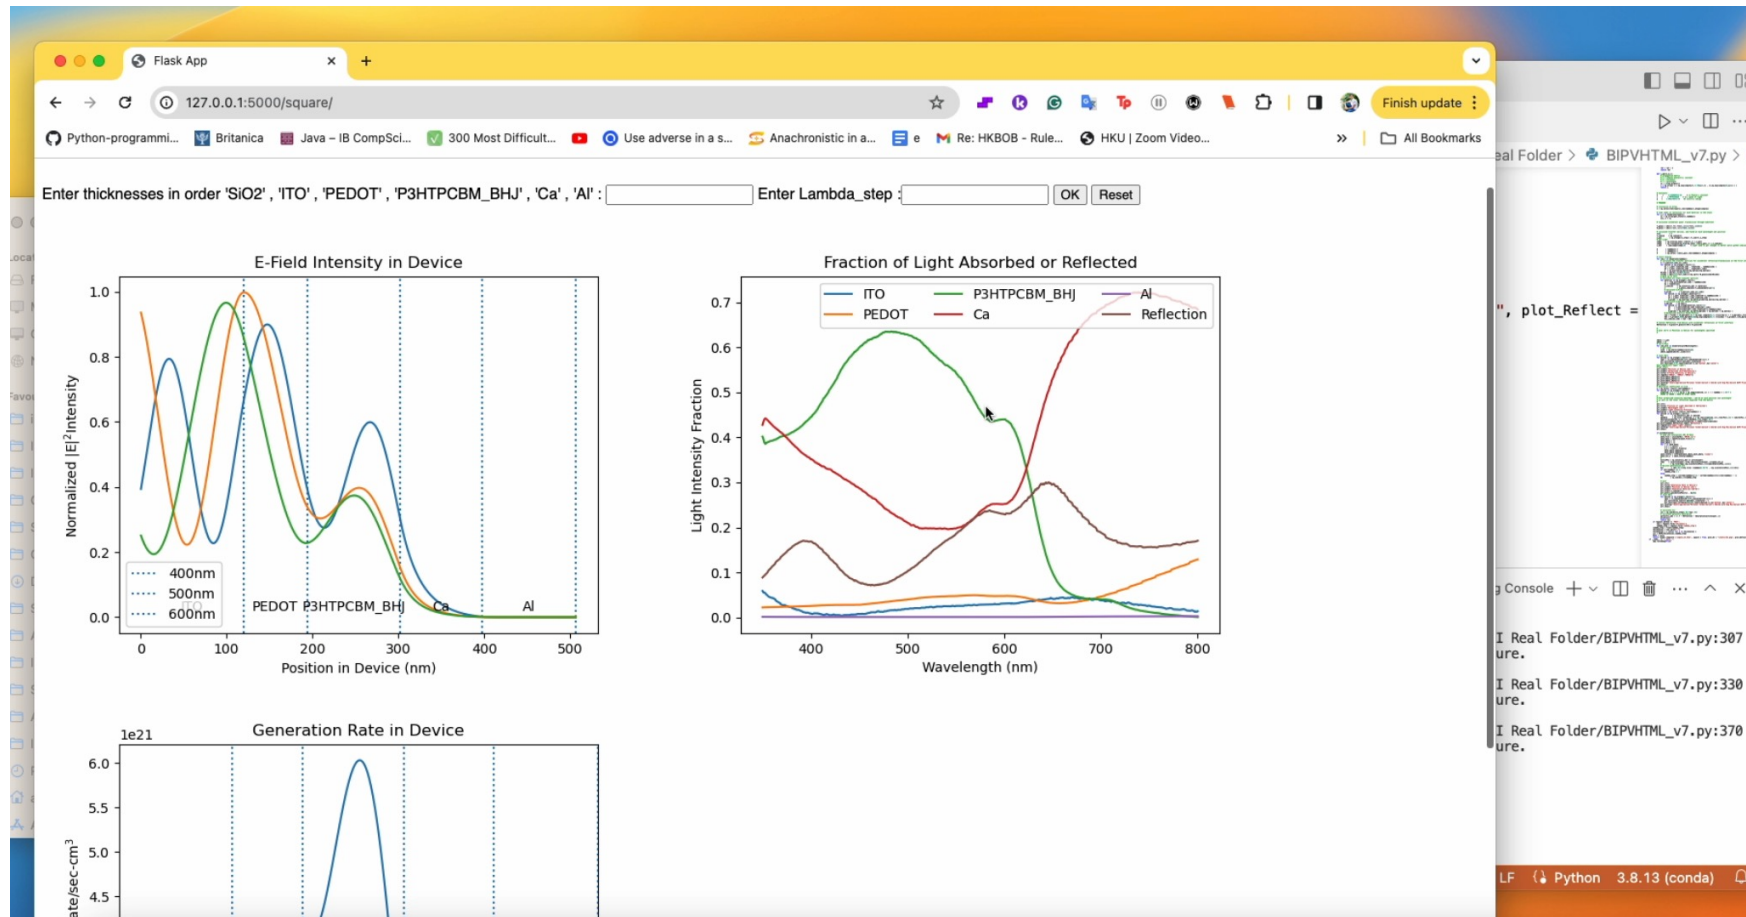 Flask App
127.0.0.1:5000/square/
Finish update
Python-programmi...
Britanica
Java – IB CompSci...
300 Most Difficult...
Use adverse in a s...
Anachronistic in a...
e
Re: HKBOB - Rule...
HKU | Zoom Video...
All Bookmarks
eal Folder > BIPVHTML_v7.py >
Enter thicknesses in order 'SiO2' , 'ITO' , 'PEDOT' , 'P3HTPCBM_BHJ' , 'Ca' , 'Al' : Enter Lambda_step : OK Reset
E-Field Intensity in Device
Normalized |E|²Intensity
1.0
0.8
0.6
0.4
0.2
0.0
400nm
500nm
600nm
ITO PEDOT P3HTPCBM_BHJ Ca Al
0 100 200 300 400 500
Position in Device (nm)
Fraction of Light Absorbed or Reflected
Light Intensity Fraction
0.7
0.6
0.5
0.4
0.3
0.2
0.1
0.0
ITO P3HTPCBM_BHJ Al
PEDOT Ca Reflection
400 500 600 700 800
Wavelength (nm)
Generation Rate in Device
1e21
6.0
5.5
5.0
4.5
ate/sec-cm³
", plot_Reflect =
g Console
I Real Folder/BIPVHTML_v7.py:307
ure.
I Real Folder/BIPVHTML_v7.py:330
ure.
I Real Folder/BIPVHTML_v7.py:370
ure.
LF Python 3.8.13 (conda)